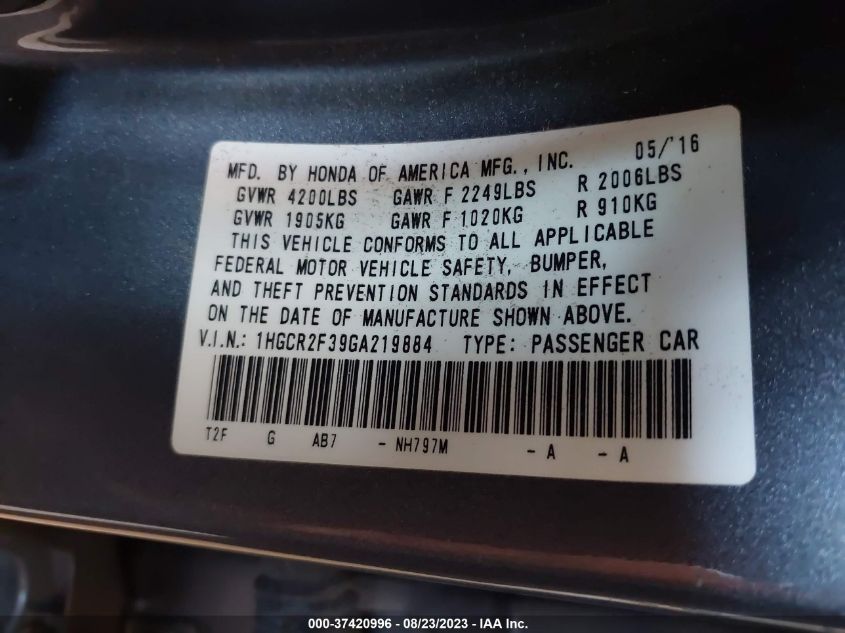 MFD. BY HONDA OF AMERICA MFG., INC. 05/'16
GVWR 4200LBS GAWR F 2249LBS R 2006LBS
GVWR 1905KG GAWR F 1020KG R 910KG
THIS VEHICLE CONFORMS TO ALL APPLICABLE
FEDERAL MOTOR VEHICLE SAFETY, BUMPER,
AND THEFT PREVENTION STANDARDS IN EFFECT
ON THE DATE OF MANUFACTURE SHOWN ABOVE.
V.I.N.: 1HGCR2F39GA219884 TYPE: PASSENGER CAR
T2F G AB7 - NH797M - A - A
000-37420996 - 08/23/2023 - IAA Inc.